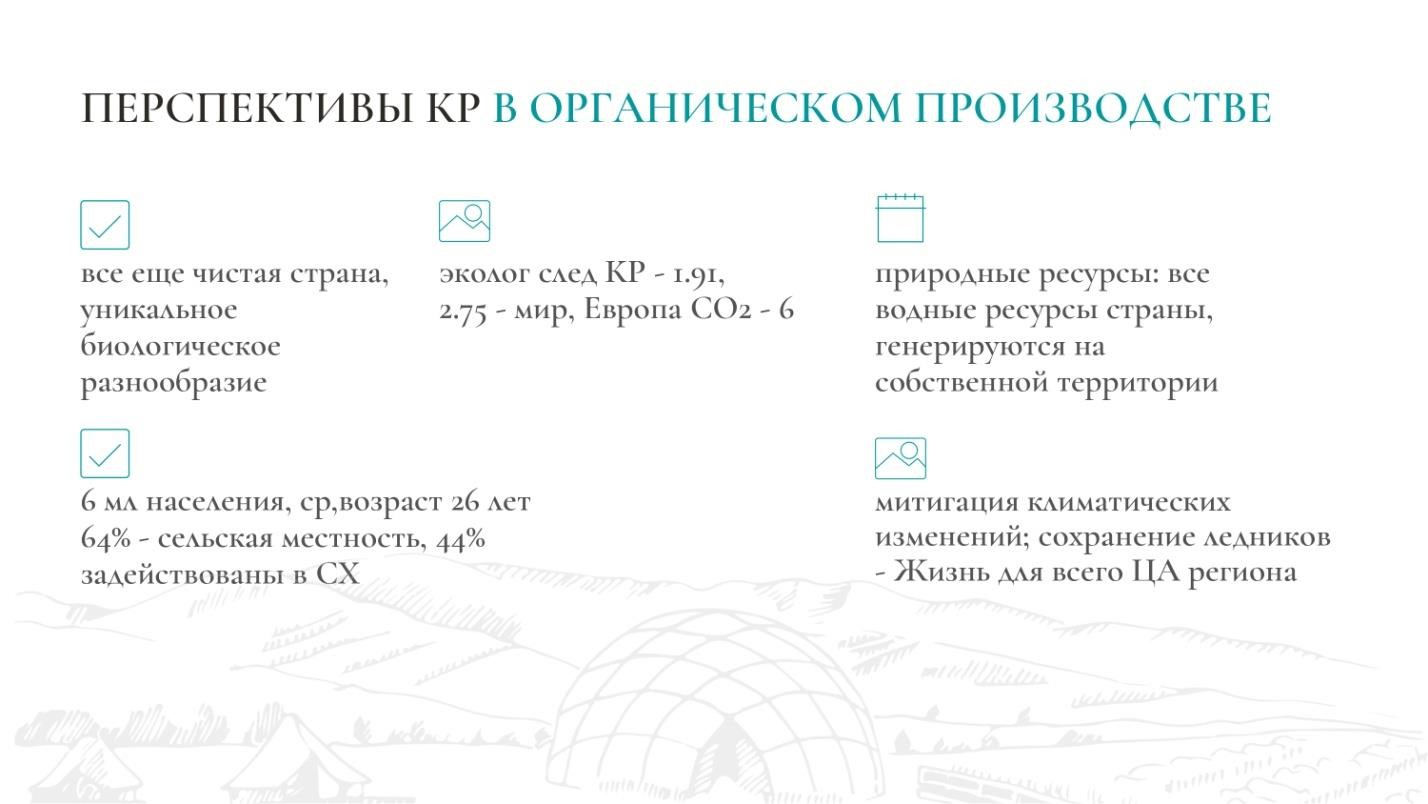 ПЕРСПЕКТИВЫ КР В ОРГАНИЧЕСКОМ ПРОИЗВОДСТВЕ
все еще чистая страна,
уникальное
биологическое
разнообразие
эколог след КР - 1.91,
2.75 - мир, Европа СО2 - 6
природные ресурсы: все
водные ресурсы страны,
генерируются на
собственной территории
6 мл населения, ср,возраст 26 лет
64% - сельская местность, 44%
задействованы в СХ
митигация климатических
изменений; сохранение ледников
- Жизнь для всего ЦА региона